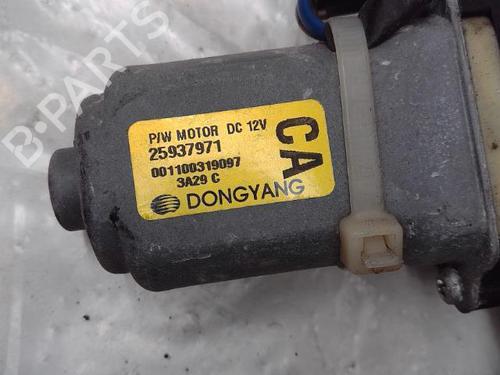 B-PARTS
P/W MOTOR DC 12V
25937971
001100319097
3A29 C
DONGYANG
CA